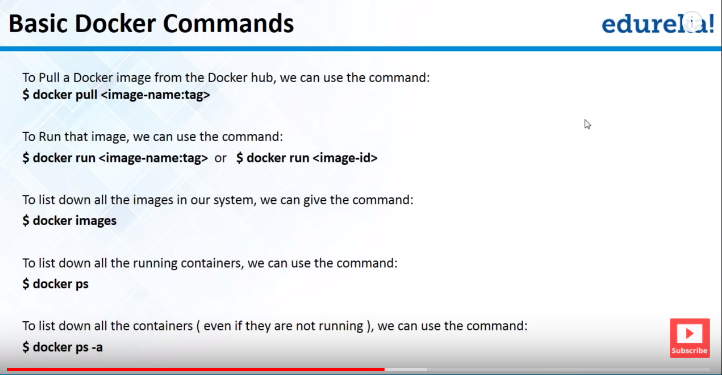 Basic Docker Commands
To Pull a Docker image from the Docker hub, we can use the command:
$ docker pull <image-name:tag>
To Run that image, we can use the command:
$ docker run <image-name:tag> or $ docker run <image-id>
To list down all the images in our system, we can give the command:
$ docker images
To list down all the running containers, we can use the command:
$ docker ps
To list down all the containers ( even if they are not running ), we can use the command:
$ docker ps -a
Subscribe